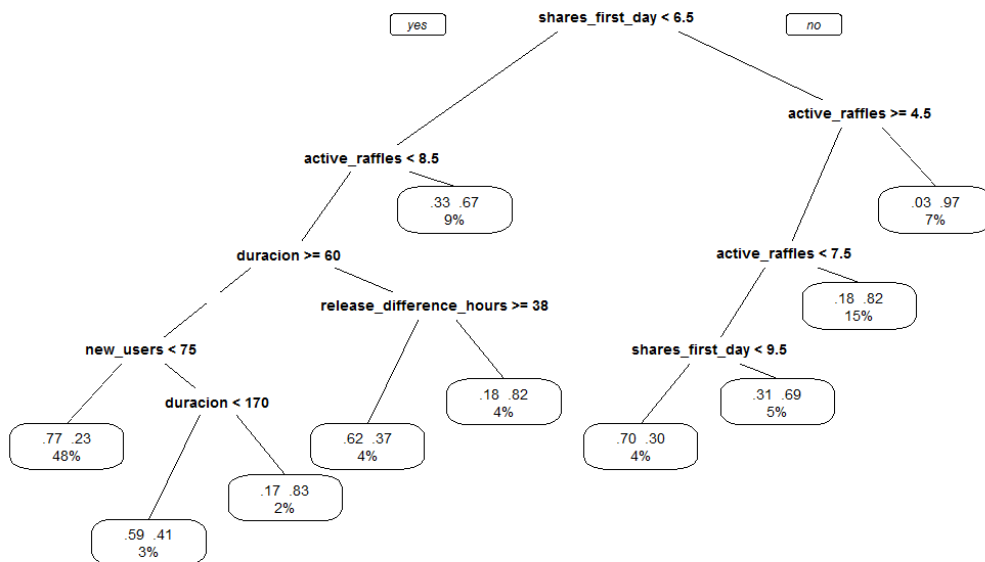 yes
shares_first_day < 6.5
no
active_raffles >= 4.5
active_raffles < 8.5
.33 .67
9%
.03 .97
7%
duracion >= 60
active_raffles < 7.5
release_difference_hours >= 38
.18 .82
15%
new_users < 75
shares_first_day < 9.5
duracion < 170
.18 .82
4%
.31 .69
5%
.77 .23
48%
.62 .37
4%
.70 .30
4%
.17 .83
2%
.59 .41
3%